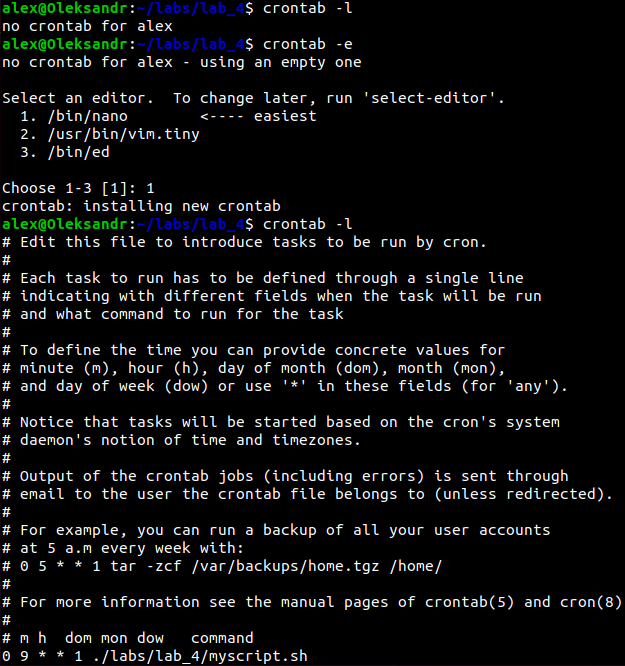 alex@Oleksandr:~/labs/lab_4$ crontab -l
no crontab for alex
alex@Oleksandr:~/labs/lab_4$ crontab -e
no crontab for alex - using an empty one
Select an editor.  To change later, run 'select-editor'.
  1. /bin/nano        <---- easiest
  2. /usr/bin/vim.tiny
  3. /bin/ed
Choose 1-3 [1]: 1
crontab: installing new crontab
alex@Oleksandr:~/labs/lab_4$ crontab -l
# Edit this file to introduce tasks to be run by cron.
#
# Each task to run has to be defined through a single line
# indicating with different fields when the task will be run
# and what command to run for the task
#
# To define the time you can provide concrete values for
# minute (m), hour (h), day of month (dom), month (mon),
# and day of week (dow) or use '*' in these fields (for 'any').
#
# Notice that tasks will be started based on the cron's system
# daemon's notion of time and timezones.
#
# Output of the crontab jobs (including errors) is sent through
# email to the user the crontab file belongs to (unless redirected).
#
# For example, you can run a backup of all your user accounts
# at 5 a.m every week with:
# 0 5 * * 1 tar -zcf /var/backups/home.tgz /home/
#
# For more information see the manual pages of crontab(5) and cron(8)
#
# m h  dom mon dow   command
0 9 * * 1 ./labs/lab_4/myscript.sh